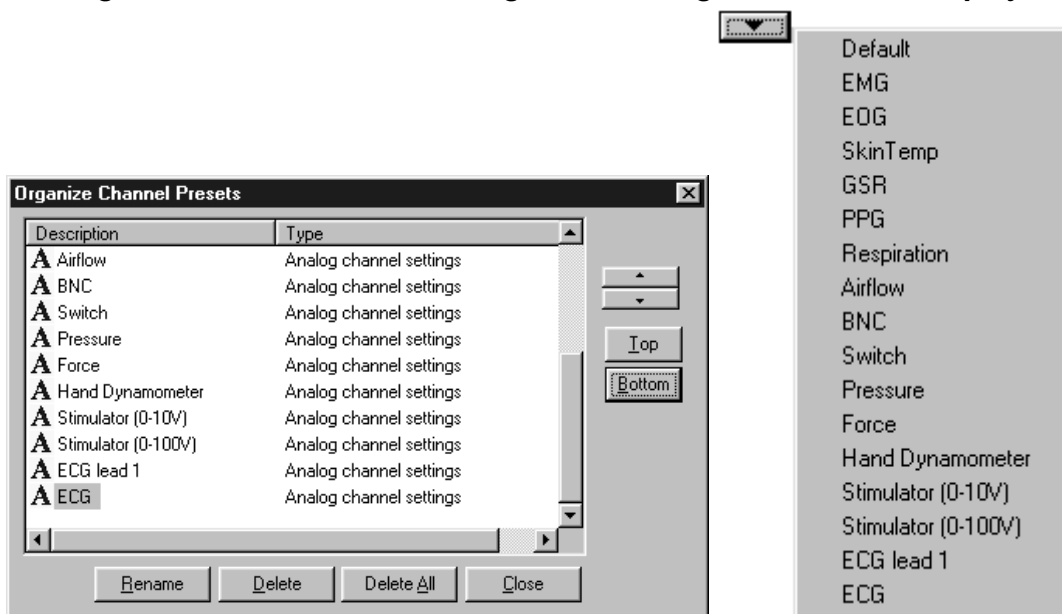 Organize Channel Presets
Description Type
A Airflow Analog channel settings
A BNC Analog channel settings
A Switch Analog channel settings
A Pressure Analog channel settings
A Force Analog channel settings
A Hand Dynamometer Analog channel settings
A Stimulator (0-10V) Analog channel settings
A Stimulator (0-100V) Analog channel settings
A ECG lead 1 Analog channel settings
A ECG Analog channel settings
Top
Bottom
Rename Delete Delete All Close
Default
EMG
EOG
SkinTemp
GSR
PPG
Respiration
Airflow
BNC
Switch
Pressure
Force
Hand Dynamometer
Stimulator (0-10V)
Stimulator (0-100V)
ECG lead 1
ECG